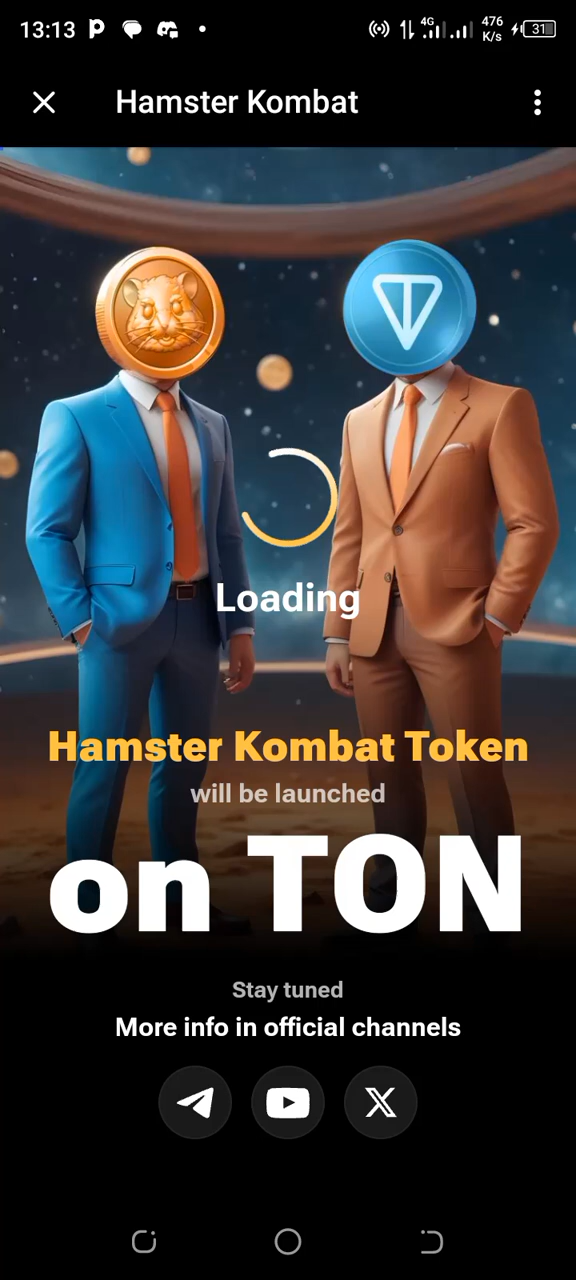 13:13
4G
476
K/s
31
Hamster Kombat
Loading
Hamster Kombat Token
will be launched
on TON
Stay tuned
More info in official channels